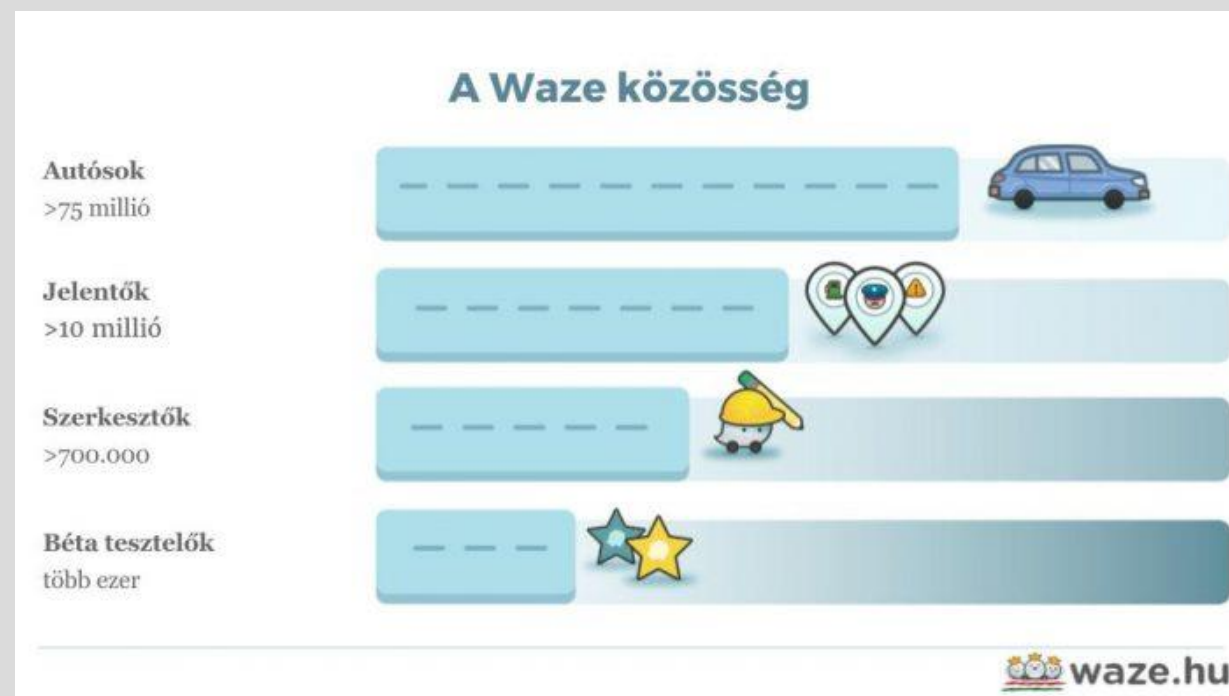 A Waze közösség
Autósok
>75 millió
Jelentők
>10 millió
Szerkesztők
>700.000
Béta tesztelők
több ezer
waze.hu